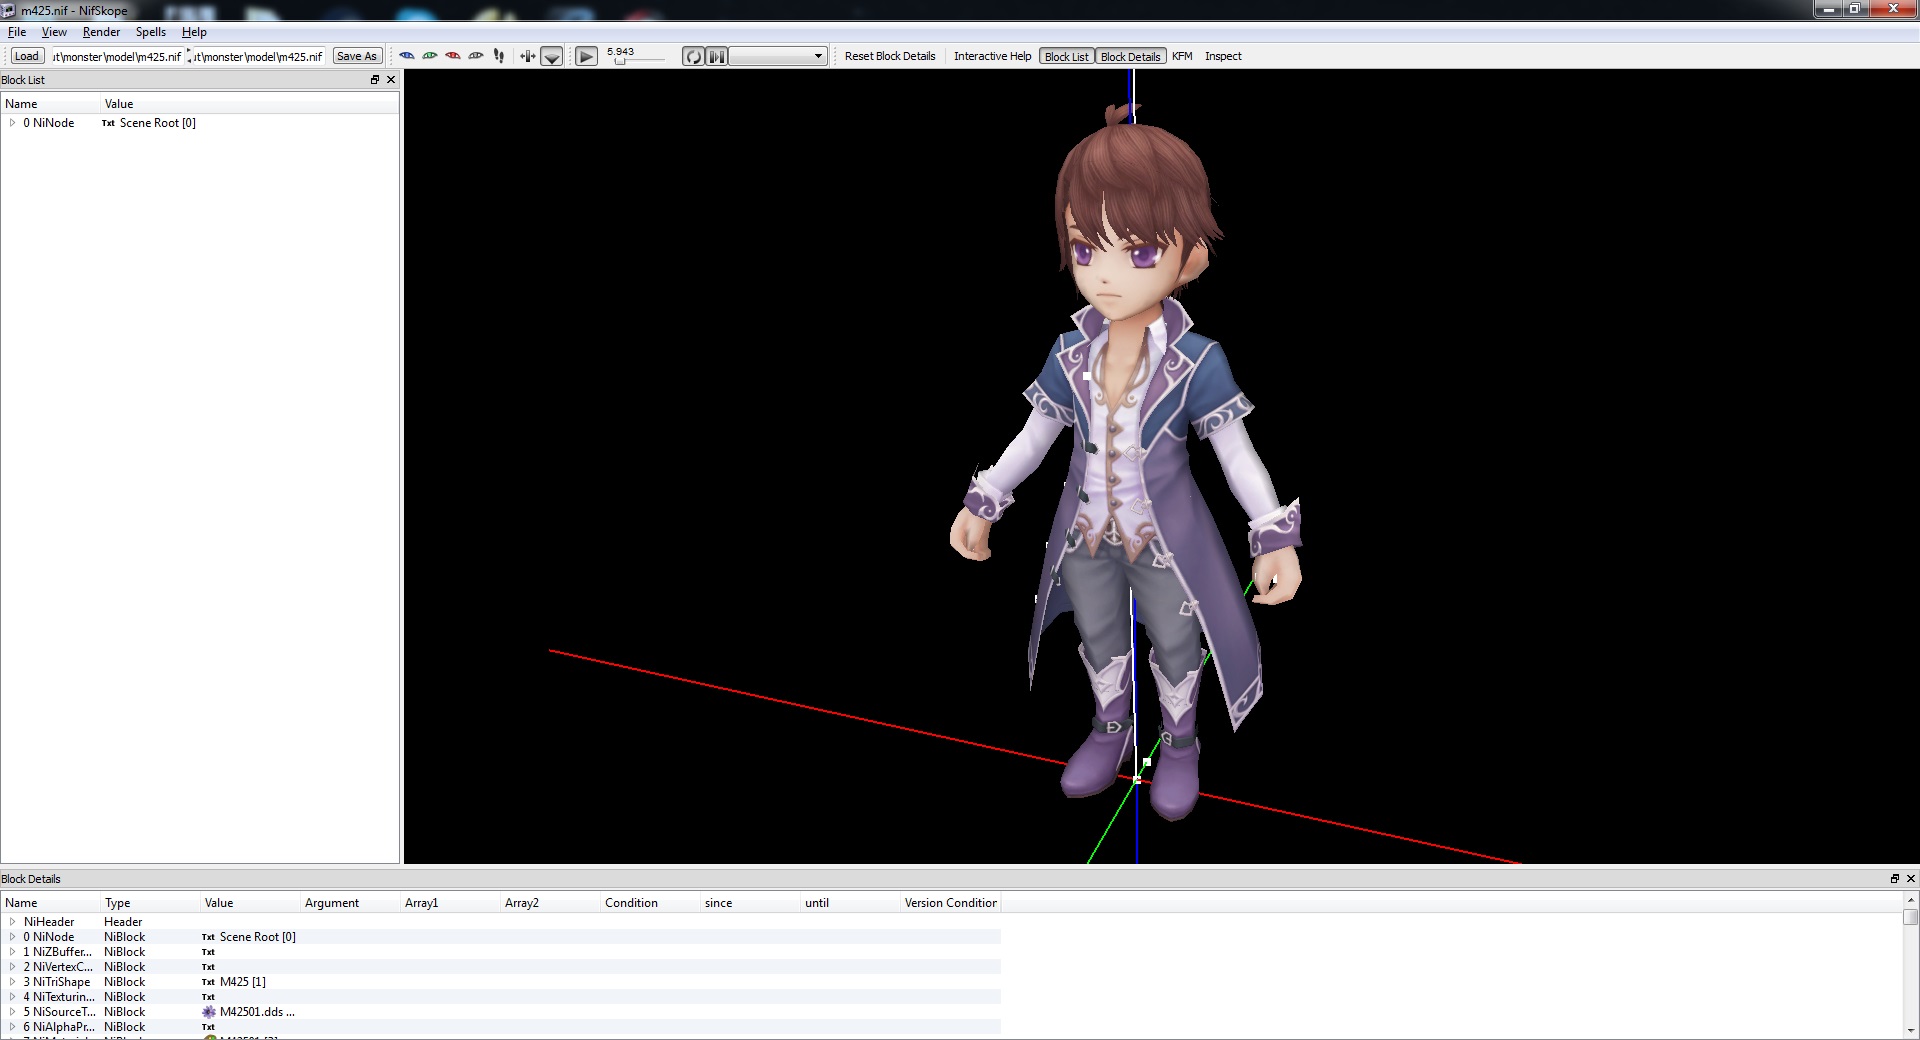 m425.nif - NifSkope
File View Render Spells Help
Load ıt\monster\model\m425.nif ıt\monster\model\m425.nif Save As 5.943 Reset Block Details Interactive Help Block List Block Details KFM Inspect
Block List
Name Value
0 NiNode Txt Scene Root [0]
Block Details
Name Type Value Argument Array1 Array2 Condition since until Version Condition
NiHeader Header
0 NiNode NiBlock Txt Scene Root [0]
1 NiZBuffer... NiBlock Txt
2 NiVertexC... NiBlock Txt
3 NiTriShape NiBlock Txt M425 [1]
4 NiTexturin... NiBlock Txt
5 NiSourceT... NiBlock M42501.dds ...
6 NiAlphaPr... NiBlock Txt